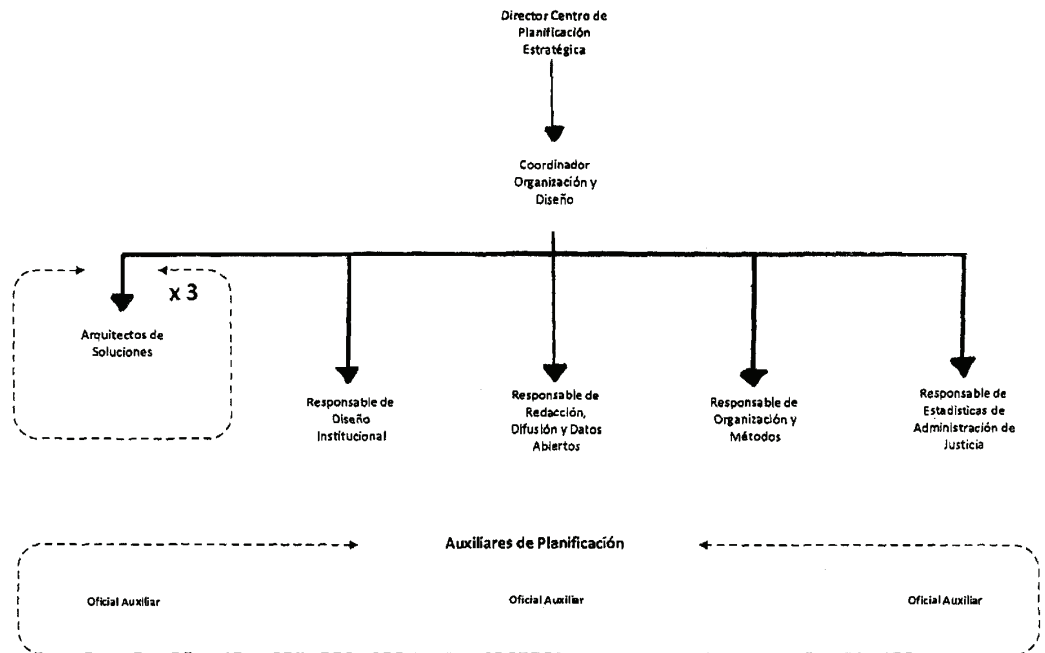 Director Centro de
Planificación
Estratégica
Coordinador
Organización y
Diseño
x 3
Arquitectos de
Soluciones
Responsable de
Diseño
Institucional
Responsable de
Redacción,
Difusión y Datos
Abiertos
Responsable de
Organización y
Métodos
Responsable de
Estadísticas de
Administración de
Justicia
Auxiliares de Planificación
Oficial Auxiliar
Oficial Auxiliar
Oficial Auxiliar